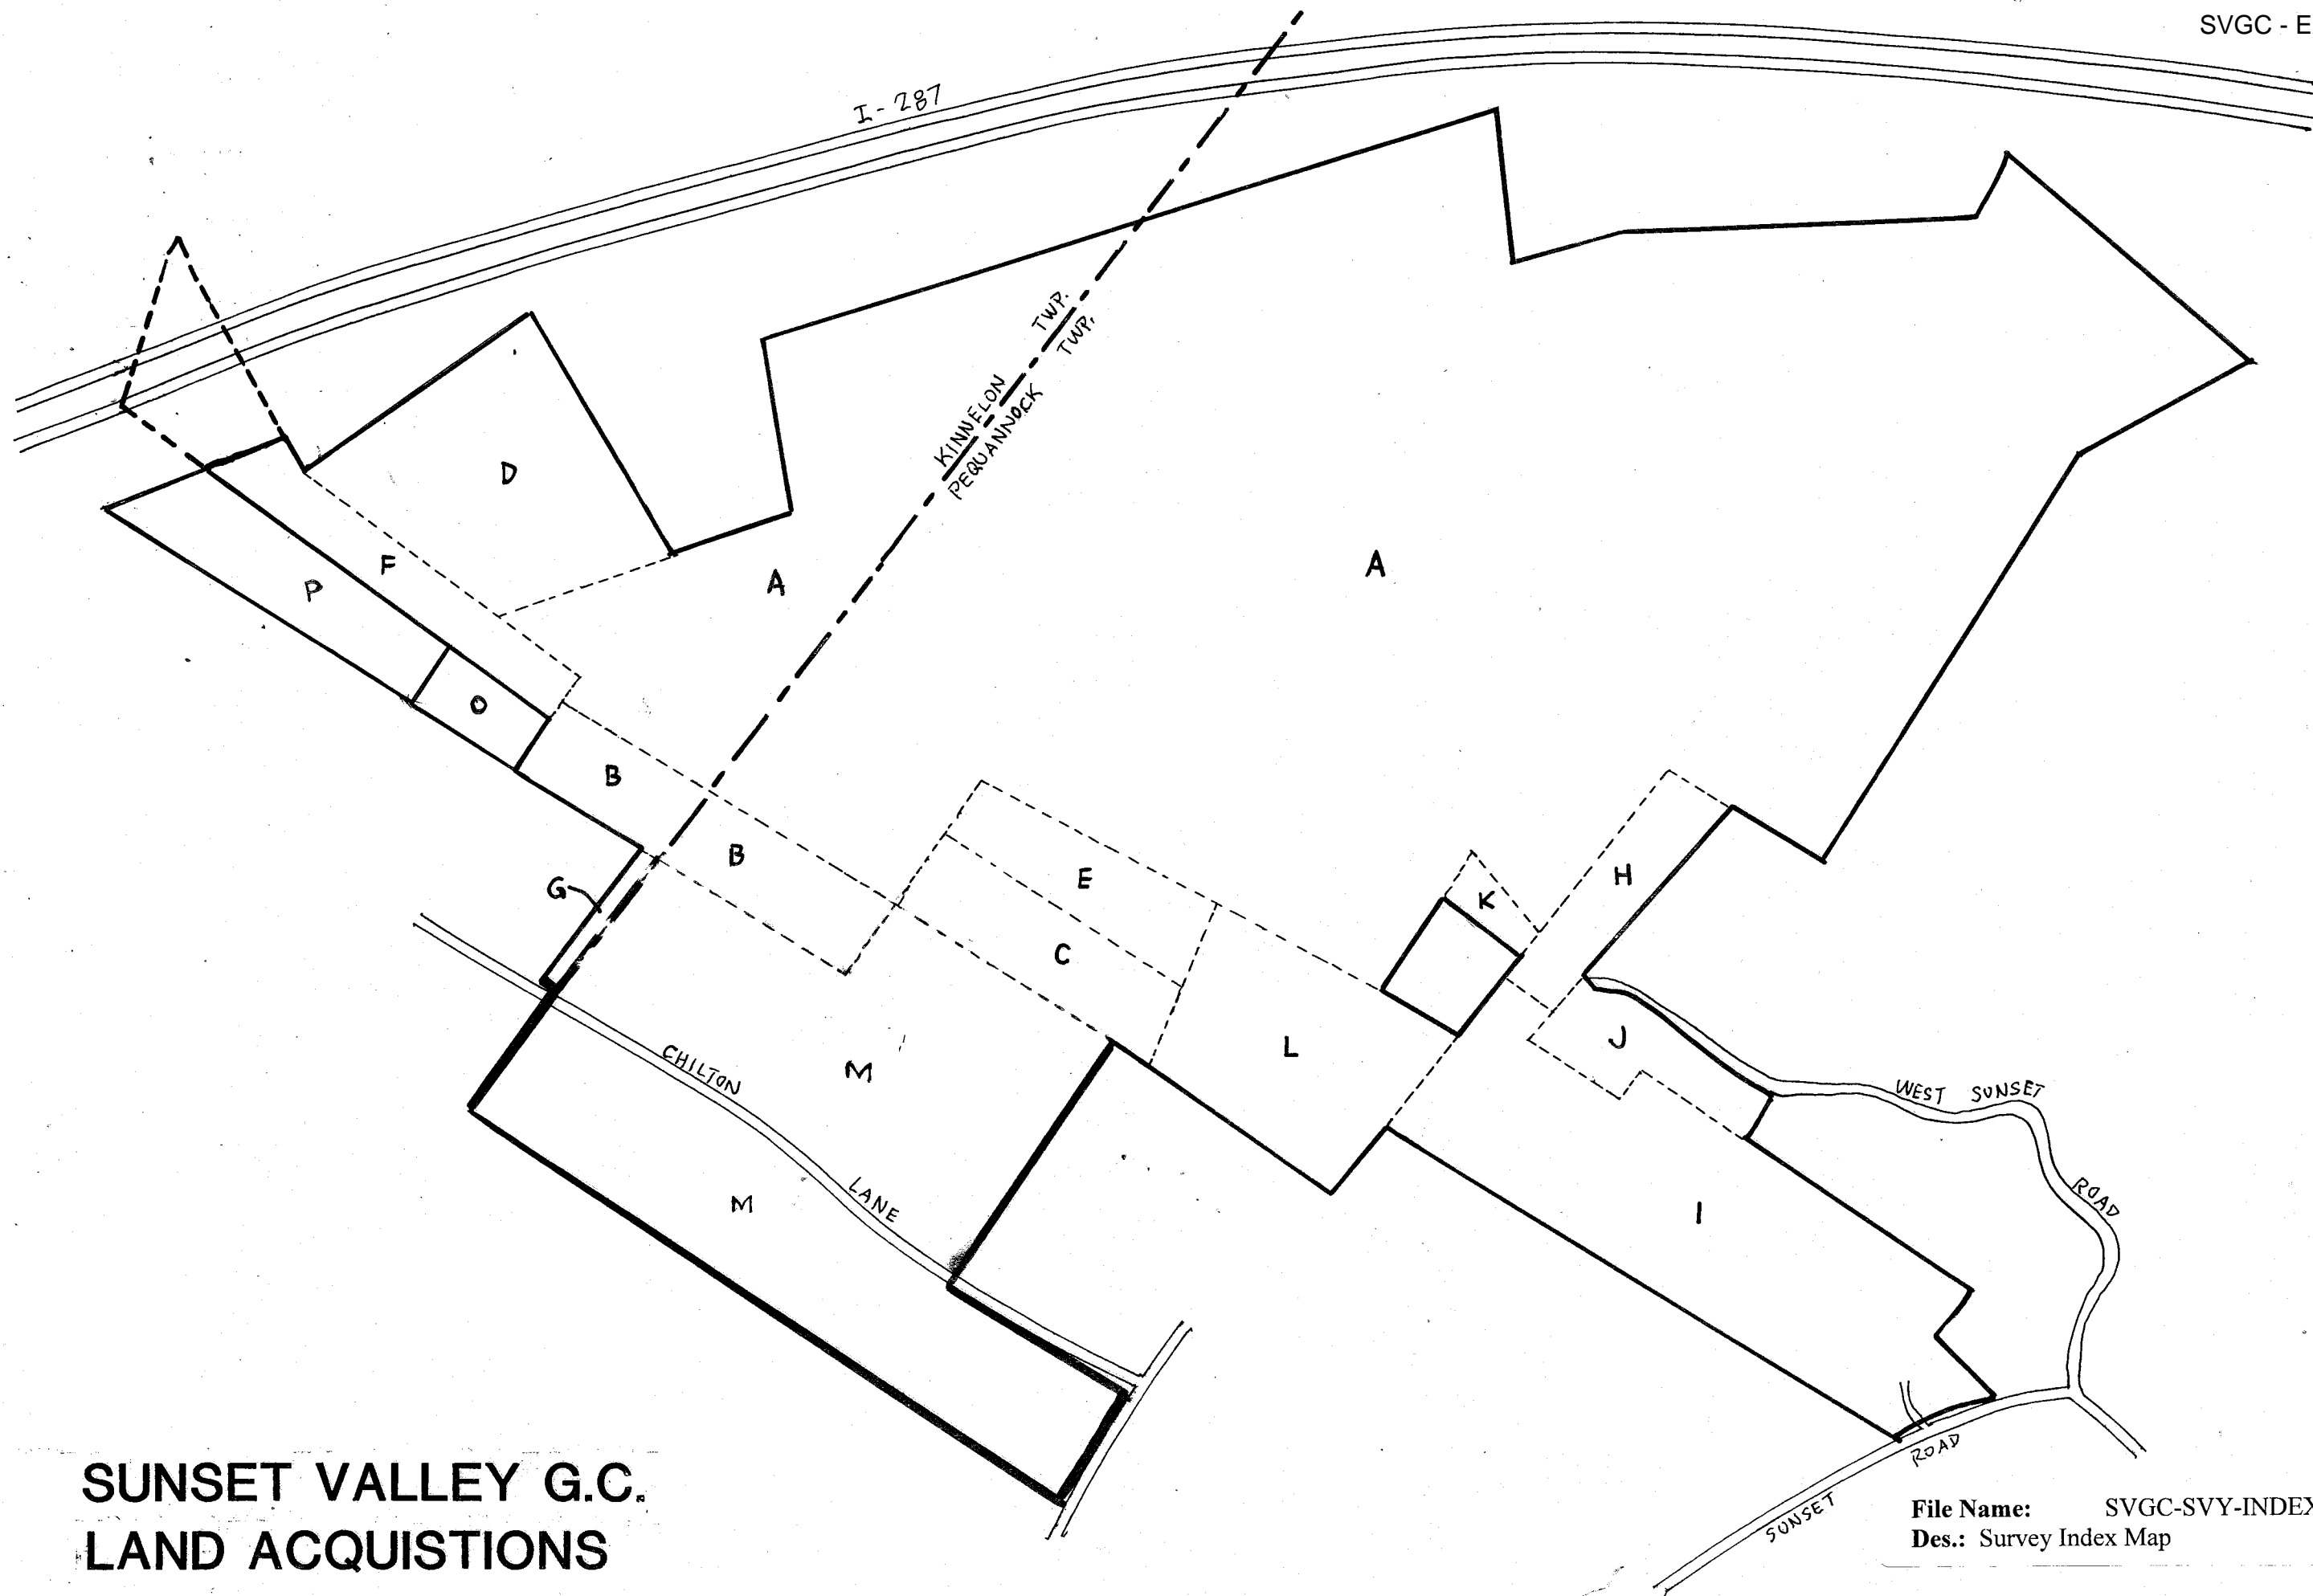 SVGC - E
I - 287
KINNELON TWP.
PEQUANNOCK TWP.
D
A
A
F
P
O
B
B
E
H
K
G
C
J
L
M
CHILTON LANE
WEST SUNSET ROAD
M
I
SUNSET ROAD
SUNSET VALLEY G.C.
LAND ACQUISTIONS
File Name: SVGC-SVY-INDEX
Des.: Survey Index Map